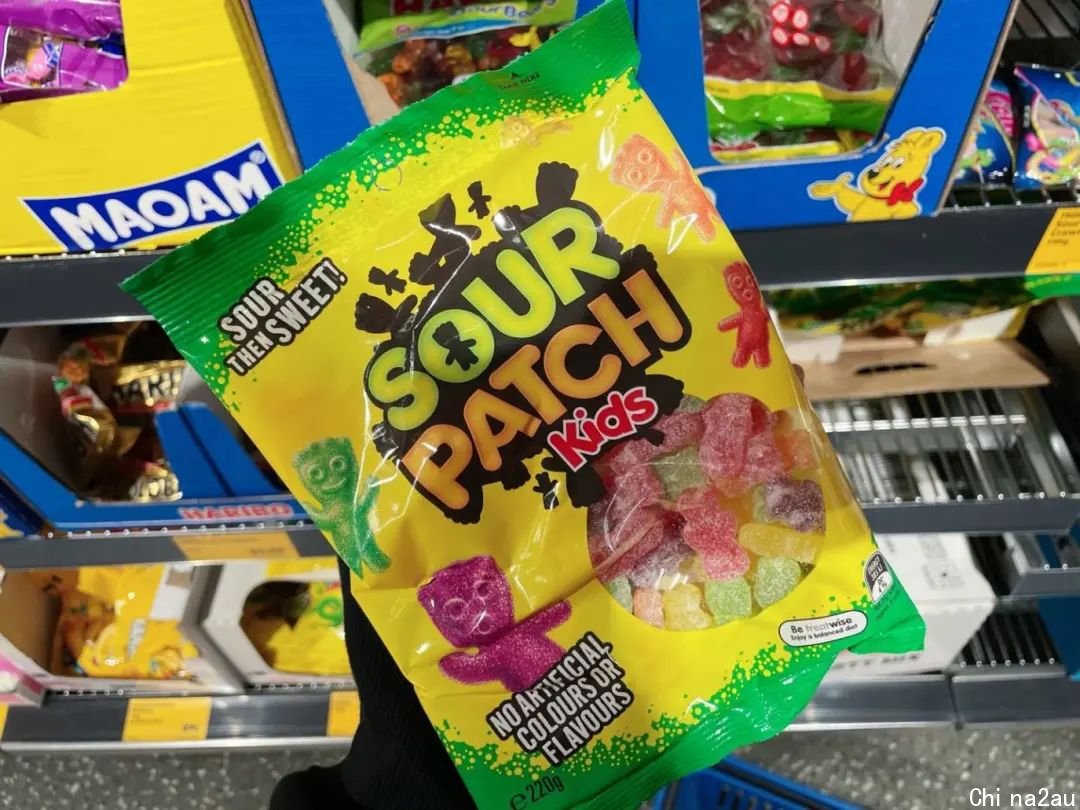 MAOAM®
SOUR
THEN SWEET!
SOUR
PATCH
Kids
NO ARTIFICIAL
COLOURS OR
FLAVOURS
e 220g
Be treatwise
Enjoy a balanced diet
HARIBO
Chi na2au